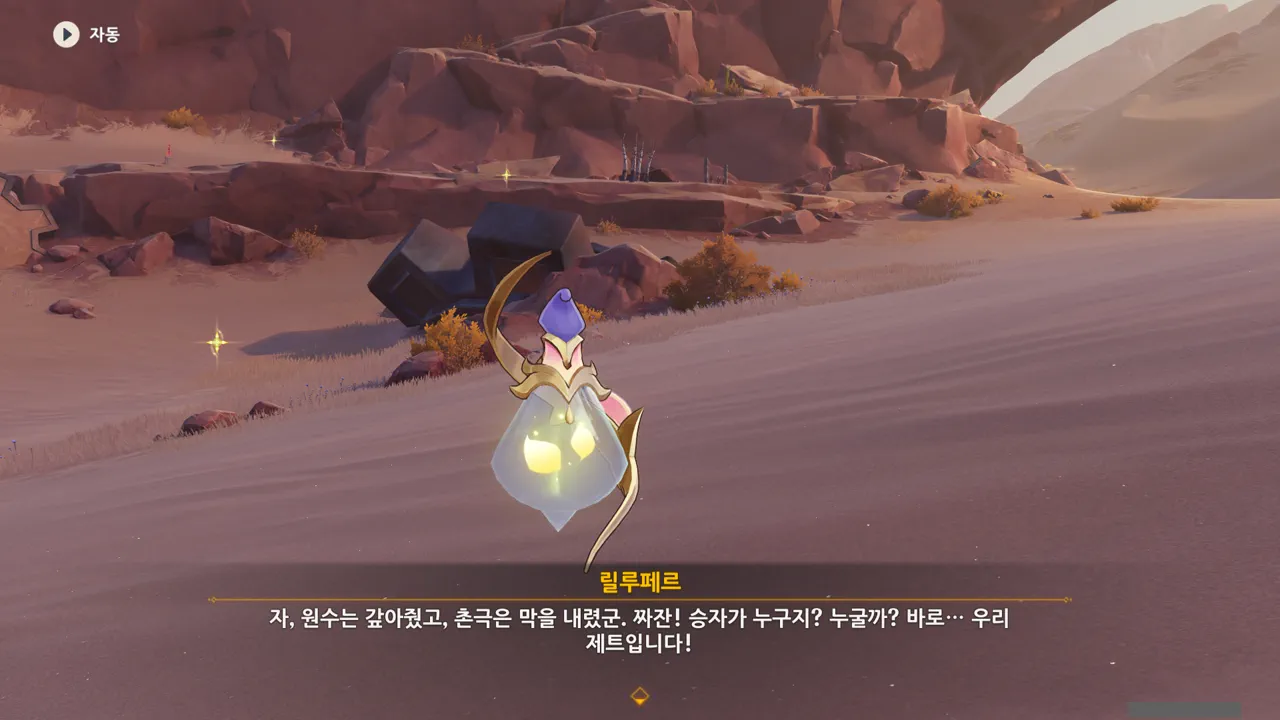 자동
릴루페르
자, 원수는 갚아줬고, 촌극은 막을 내렸군. 짜잔! 승자가 누구지? 누굴까? 바로… 우리
제트입니다!